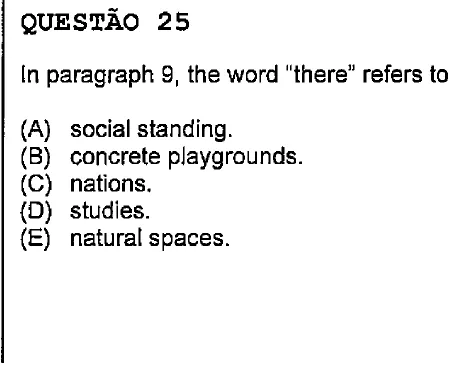 QUESTÃO 25
In paragraph 9, the word "there" refers to
(A) social standing.
(B) concrete playgrounds.
(C) nations.
(D) studies.
(E) natural spaces.